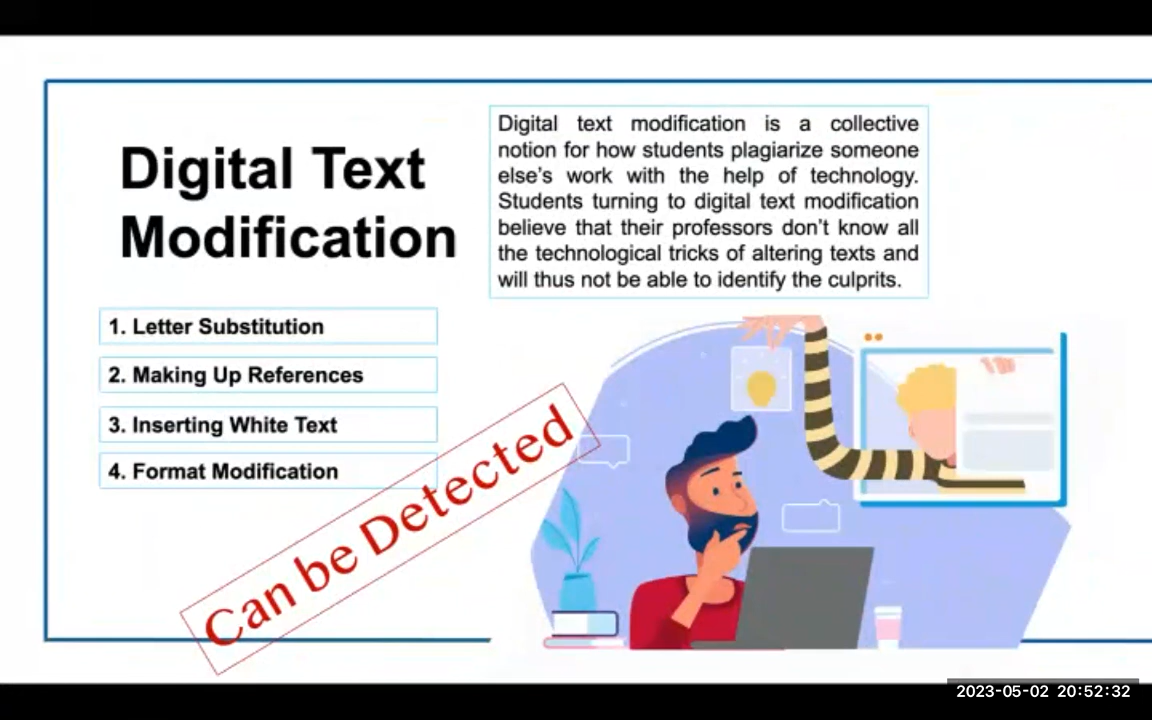 Digital Text
Modification
Digital text modification is a collective
notion for how students plagiarize someone
else's work with the help of technology.
Students turning to digital text modification
believe that their professors don't know all
the technological tricks of altering texts and
will thus not be able to identify the culprits.
1. Letter Substitution
2. Making Up References
3. Inserting White Text
4. Format Modification
Can be Detected
2023-05-02 20:52:32